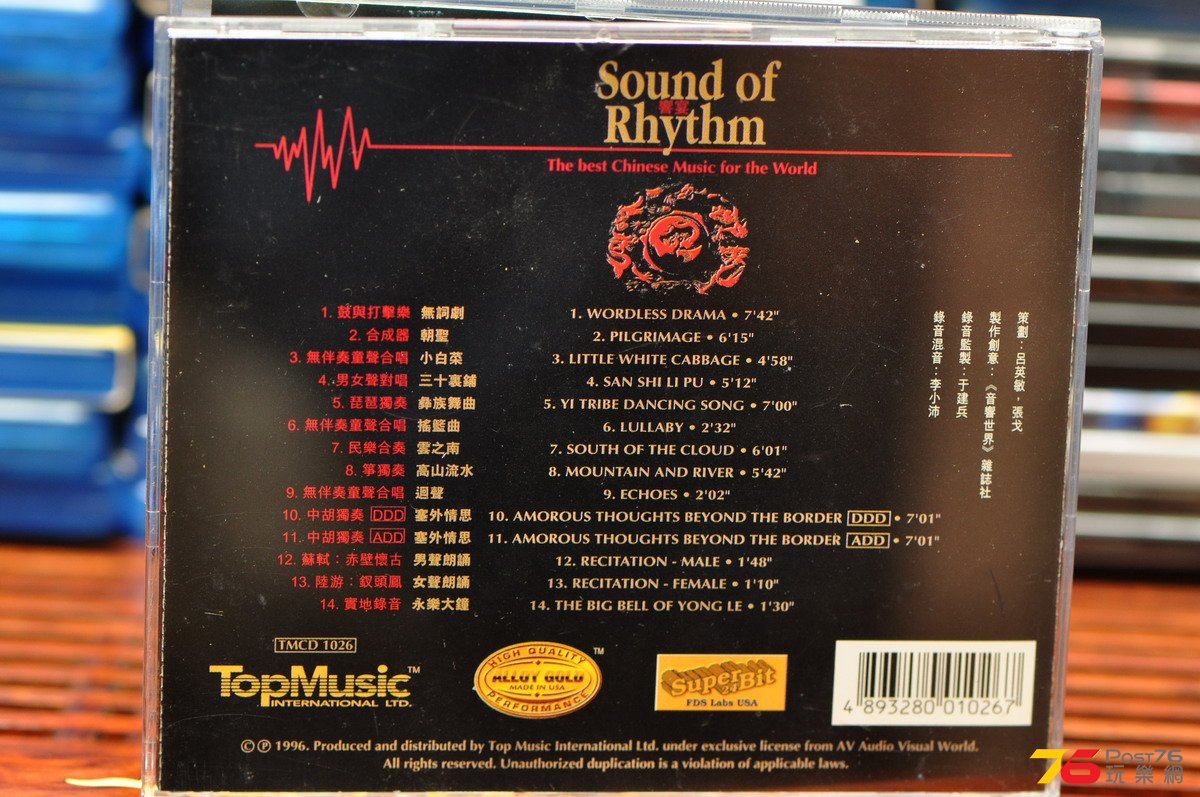 Sound of
響宴
Rhythm
The best Chinese Music for the World
1. 鼓與打擊樂 無詞劇
2. 合成器 朝聖
3. 無伴奏童聲合唱 小白菜
4. 男女聲對唱 三十裏鋪
5. 琵琶獨奏 彝族舞曲
6. 無伴奏童聲合唱 搖籃曲
7. 民樂合奏 雲之南
8. 箏獨奏 高山流水
9. 無伴奏童聲合唱 迴聲
10. 中胡獨奏 DDD 塞外情思
11. 中胡獨奏 ADD 塞外情思
12. 蘇軾：赤壁懷古 男聲朗誦
13. 陸游：釵頭鳳 女聲朗誦
14. 實地錄音 永樂大鐘
1. WORDLESS DRAMA • 7'42"
2. PILGRIMAGE • 6'15"
3. LITTLE WHITE CABBAGE • 4'58"
4. SAN SHI LI PU • 5'12"
5. YI TRIBE DANCING SONG • 7'00"
6. LULLABY • 2'32"
7. SOUTH OF THE CLOUD • 6'01"
8. MOUNTAIN AND RIVER • 5'42"
9. ECHOES • 2'02"
10. AMOROUS THOUGHTS BEYOND THE BORDER DDD • 7'01"
11. AMOROUS THOUGHTS BEYOND THE BORDER ADD • 7'01"
12. RECITATION - MALE • 1'48"
13. RECITATION - FEMALE • 1'10"
14. THE BIG BELL OF YONG LE • 1'30"
策劃：呂英敏，張戈
製作創意：《音響世界》雜誌社
錄音監製：于建兵
錄音混音：李小沛
TMCD 1026
TopMusic™
INTERNATIONAL LTD.
HIGH QUALITY
ALLOY GOLD
MADE IN USA
PERFORMANCE
TM
SuperBit
24
FDS Labs USA
4 893280 010267
©℗ 1996. Produced and distributed by Top Music International Ltd. under exclusive license from AV Audio Visual World.
All rights reserved. Unauthorized duplication is a violation of applicable laws.
76 Post76
玩樂網